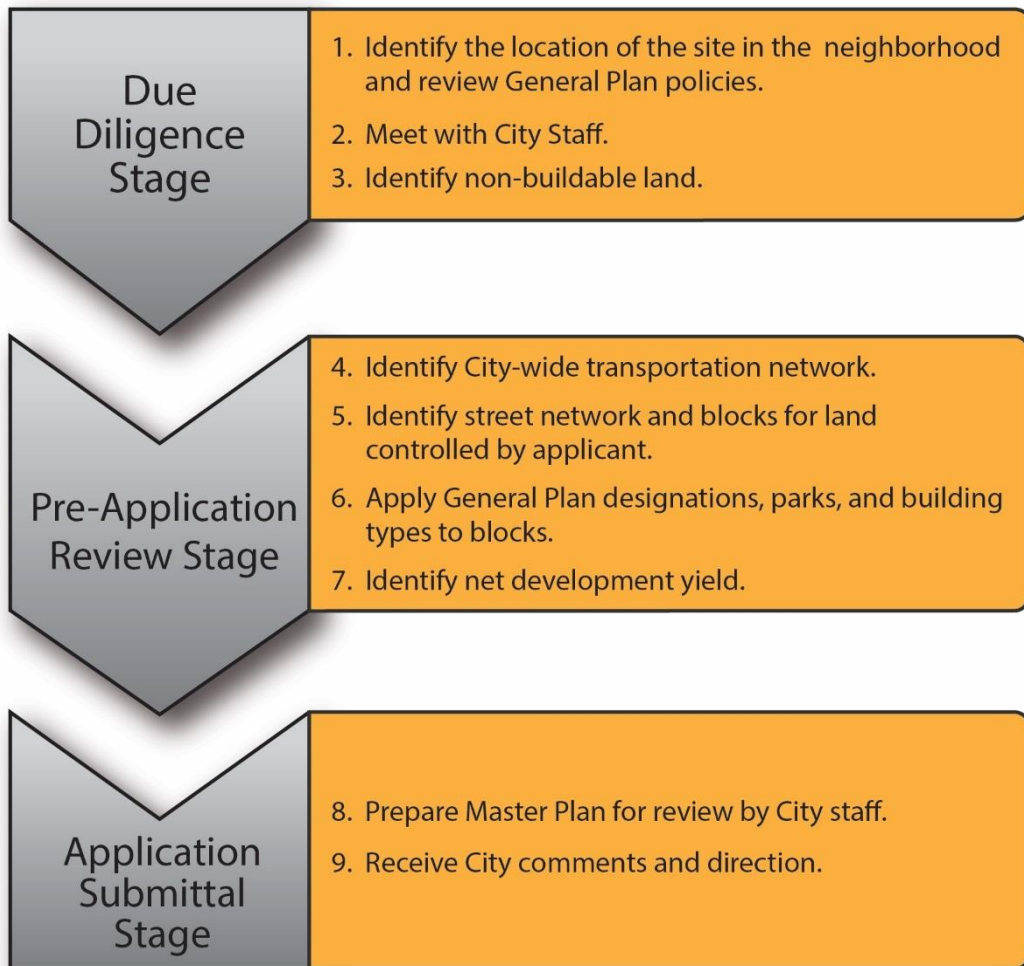 Due
Diligence
Stage
1. Identify the location of the site in the neighborhood
and review General Plan policies.
2. Meet with City Staff.
3. Identify non-buildable land.
Pre-Application
Review Stage
4. Identify City-wide transportation network.
5. Identify street network and blocks for land
controlled by applicant.
6. Apply General Plan designations, parks, and building
types to blocks.
7. Identify net development yield.
Application
Submittal
Stage
8. Prepare Master Plan for review by City staff.
9. Receive City comments and direction.